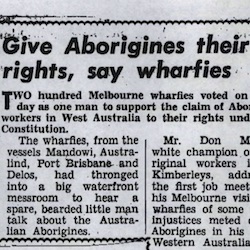 Give Aborigines their
rights, say wharfies
TWO hundred Melbourne wharfies voted on
day as one man to support the claim of Abo
workers in West Australia to their rights und
Constitution.
The wharfies, from the
vessels Mandowi, Austra-
lind, Port Brisbane and
Delos, had thronged
into a big waterfront
messroom to hear a
spare, bearded little man
talk about the Austra-
lian Aborigines.
Mr. Don M
white champion o
riginal workers i
Kimberleys, addre
the first job meet
his Melbourne visi
wharfies of some
injustices meted
Aborigines in his
Western Australia